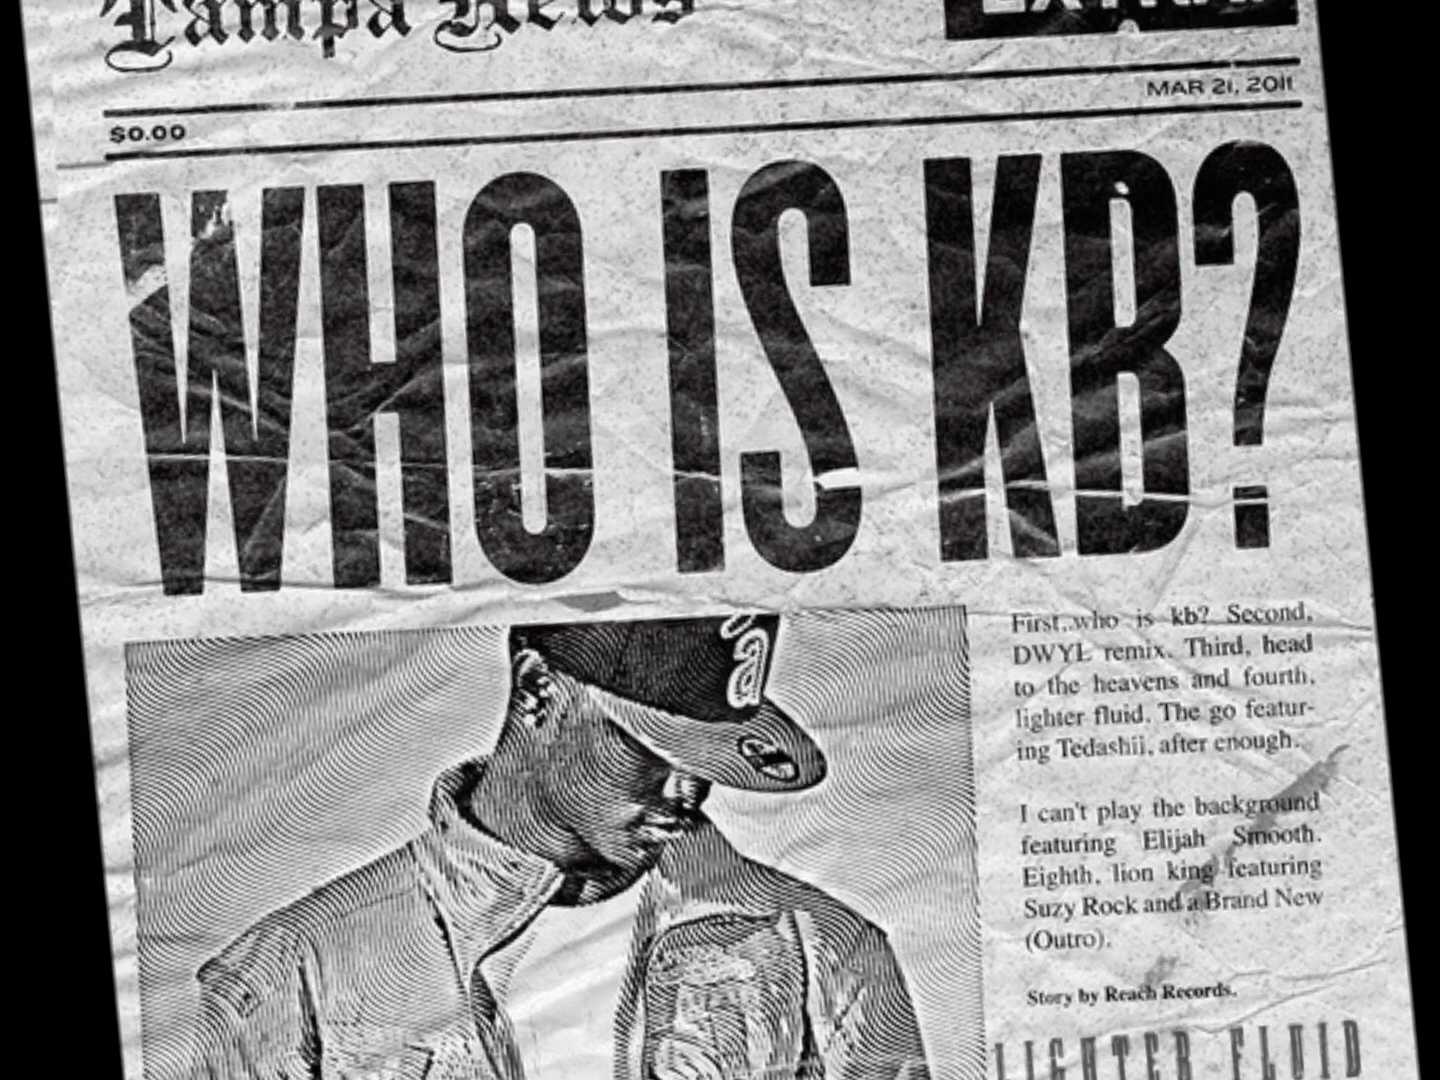 Tampa News
EXTRA!
MAR 21, 2011
$0.00
WHO IS KB?
First, who is kb? Second,
DWYL remix. Third, head
to the heavens and fourth,
lighter fluid. The go featur-
ing Tedashii, after enough.
I can't play the background
featuring Elijah Smooth.
Eighth, lion king featuring
Suzy Rock and a Brand New
(Outro).
Story by Reach Records.
LIGHTER FLUID
a